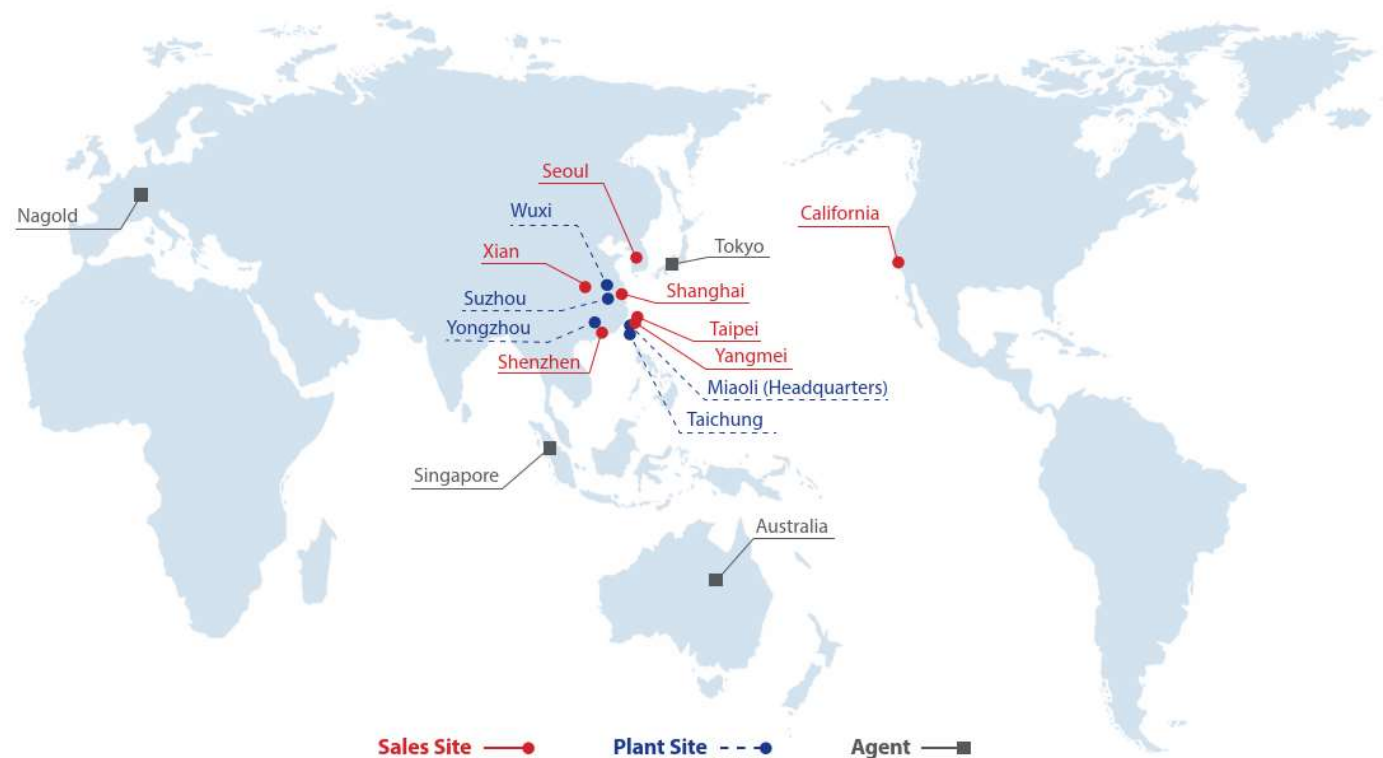 Seoul
Nagold
Wuxi
California
Xian
Tokyo
Suzhou
Shanghai
Yongzhou
Taipei
Shenzhen
Yangmei
Miaoli (Headquarters)
Taichung
Singapore
Australia
Sales Site
Plant Site
Agent